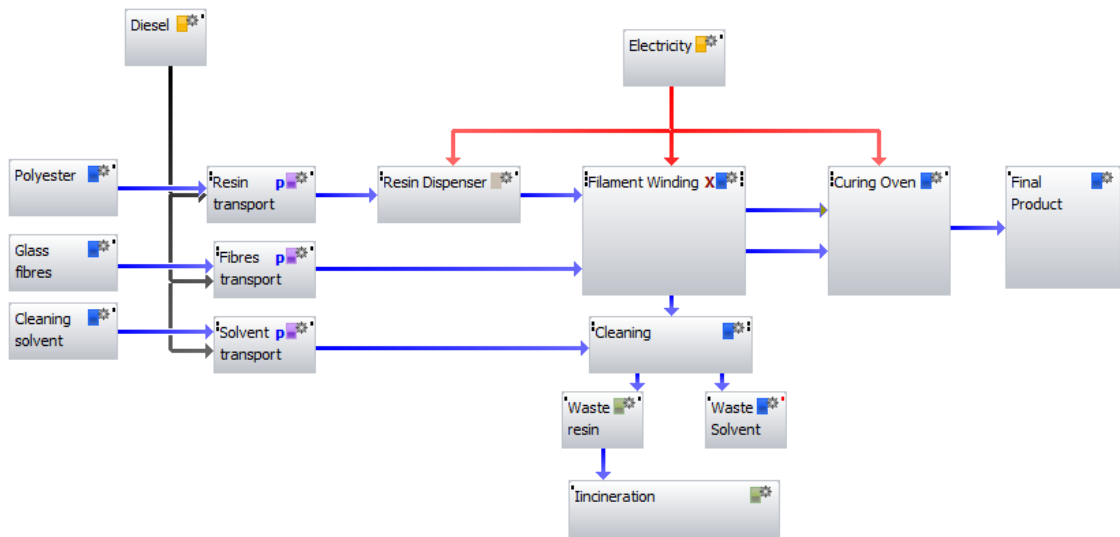 Diesel
Electricity
Polyester
Resin p
transport
Resin Dispenser
Filament Winding X
Curing Oven
Final
Product
Glass
fibres
Fibres p
transport
Cleaning
solvent
Solvent p
transport
Cleaning
Waste
resin
Waste
Solvent
Iincineration